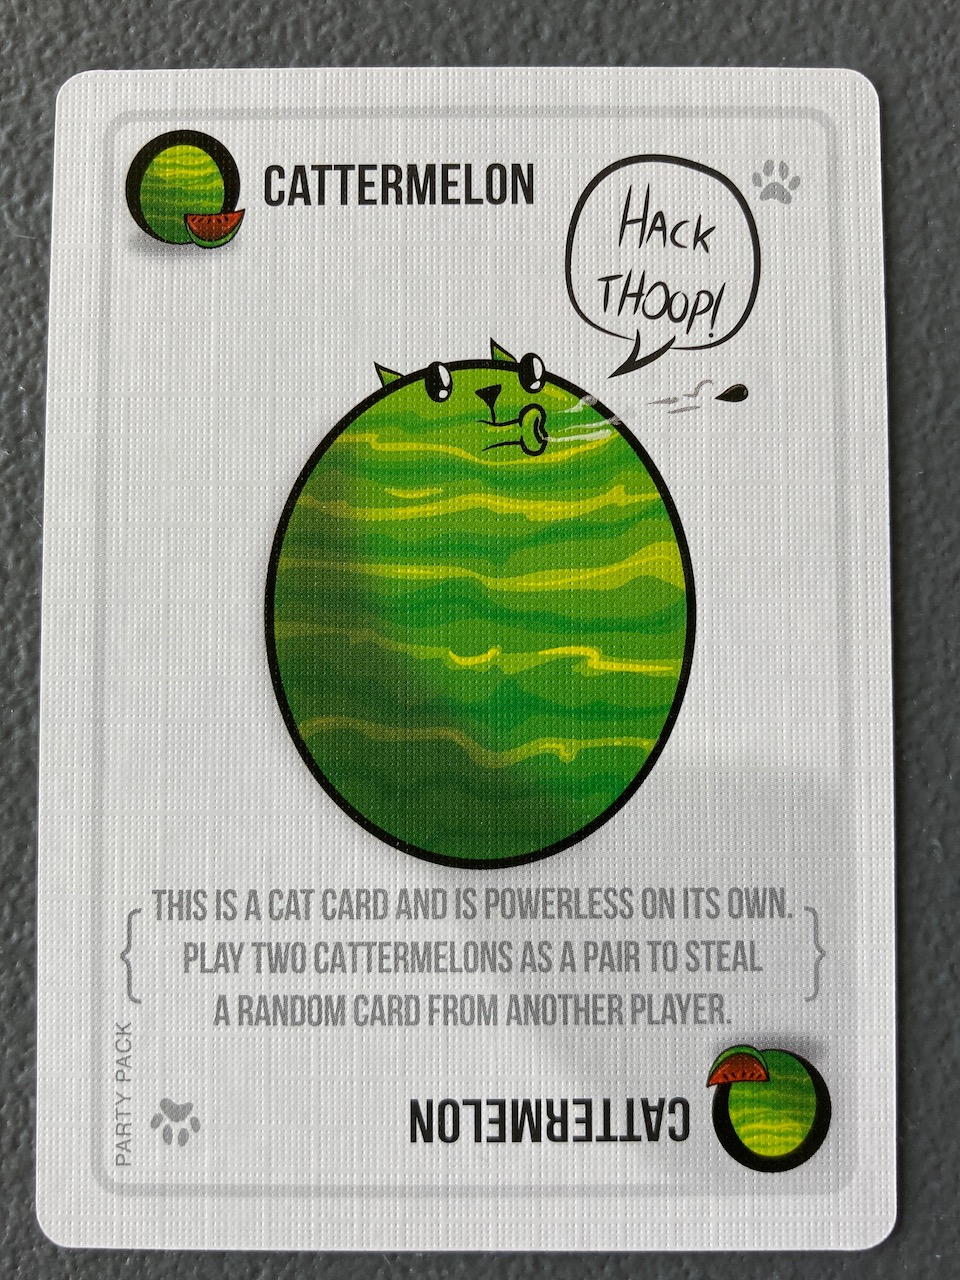 CATTERMELON
HACK
THOOP!
THIS IS A CAT CARD AND IS POWERLESS ON ITS OWN.
PLAY TWO CATTERMELONS AS A PAIR TO STEAL
A RANDOM CARD FROM ANOTHER PLAYER.
PARTY PACK
CATTERMELON